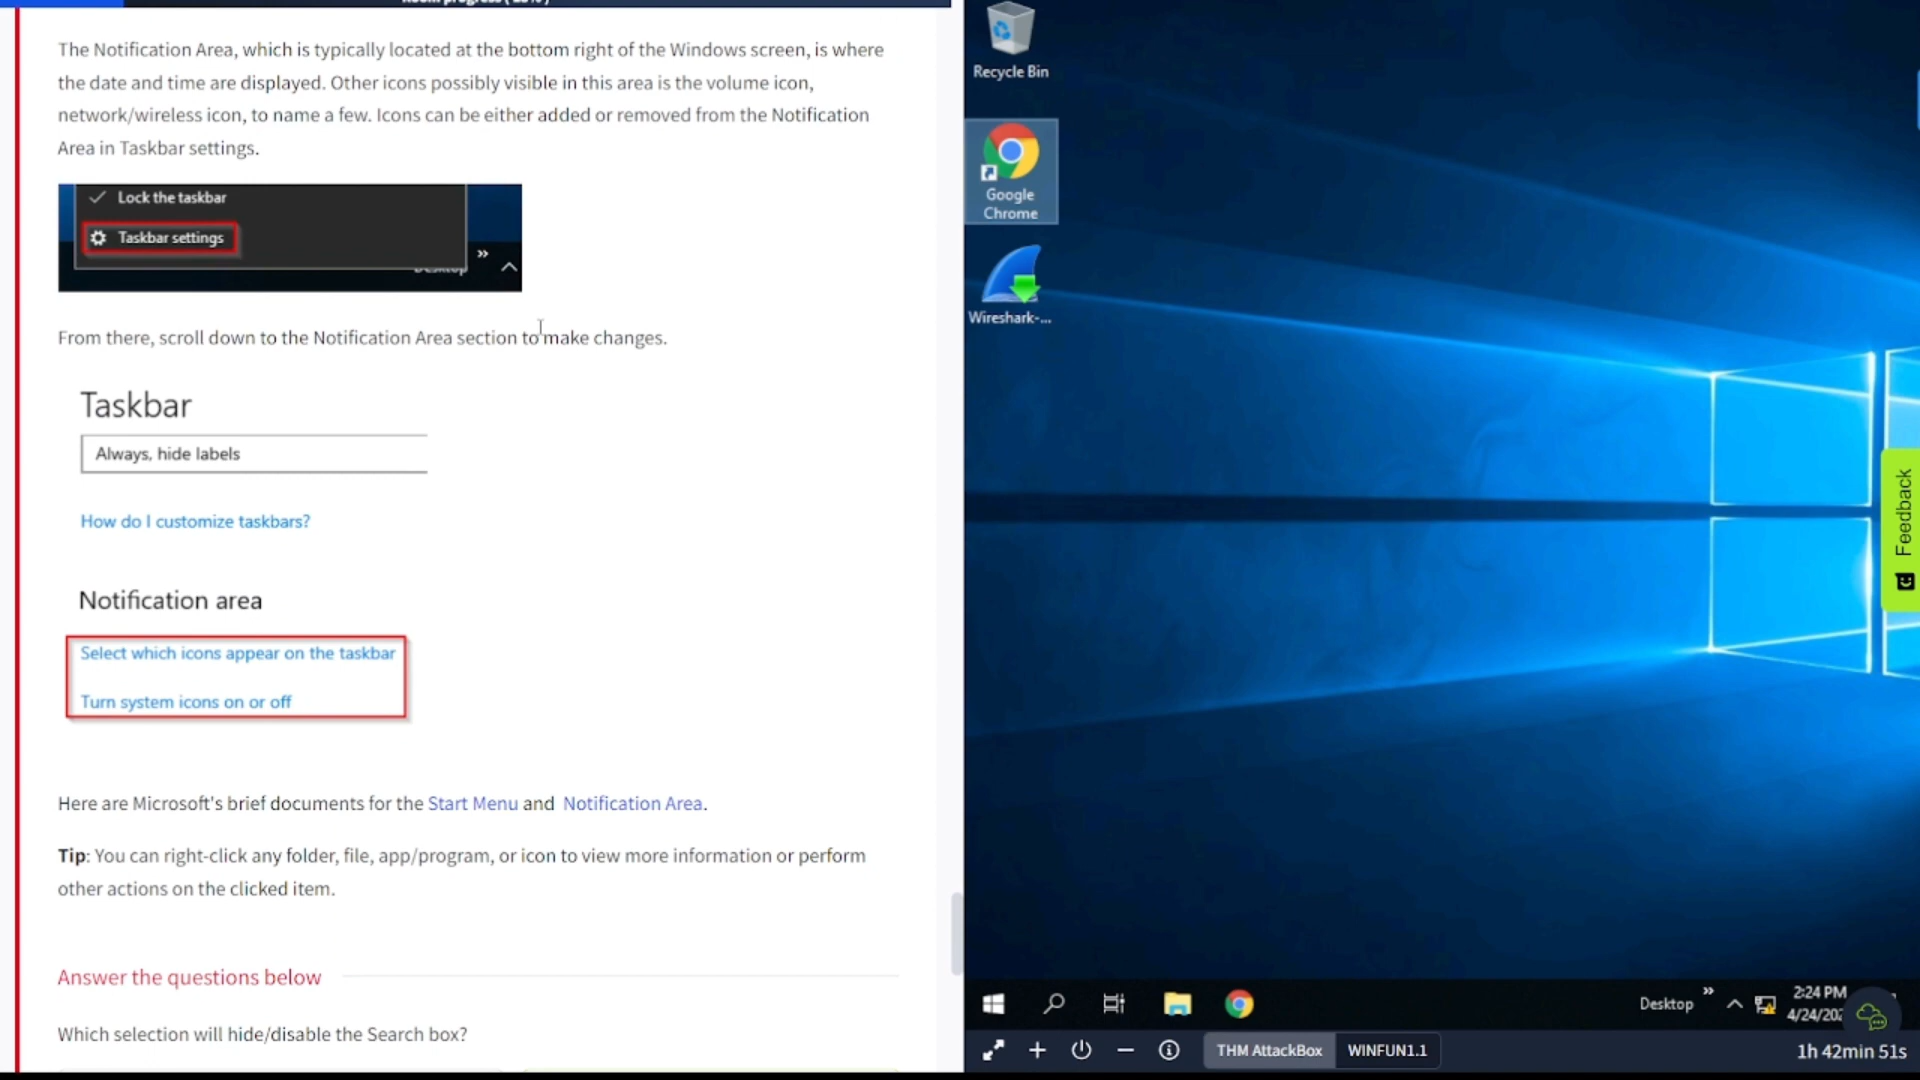 The Notification Area, which is typically located at the bottom right of the Windows screen, is where
the date and time are displayed. Other icons possibly visible in this area is the volume icon,
network/wireless icon, to name a few. Icons can be either added or removed from the Notification
Area in Taskbar settings.
Lock the taskbar
Taskbar settings
Desktop
From there, scroll down to the Notification Area section to make changes.
Taskbar
Always, hide labels
How do I customize taskbars?
Notification area
Select which icons appear on the taskbar
Turn system icons on or off
Here are Microsoft's brief documents for the Start Menu and Notification Area.
Tip: You can right-click any folder, file, app/program, or icon to view more information or perform
other actions on the clicked item.
Answer the questions below
Which selection will hide/disable the Search box?
Recycle Bin
Google
Chrome
Wireshark-...
Feedback
Desktop
2:24 PM
4/24/202
THM AttackBox
WINFUN1.1
1h 42min 51s